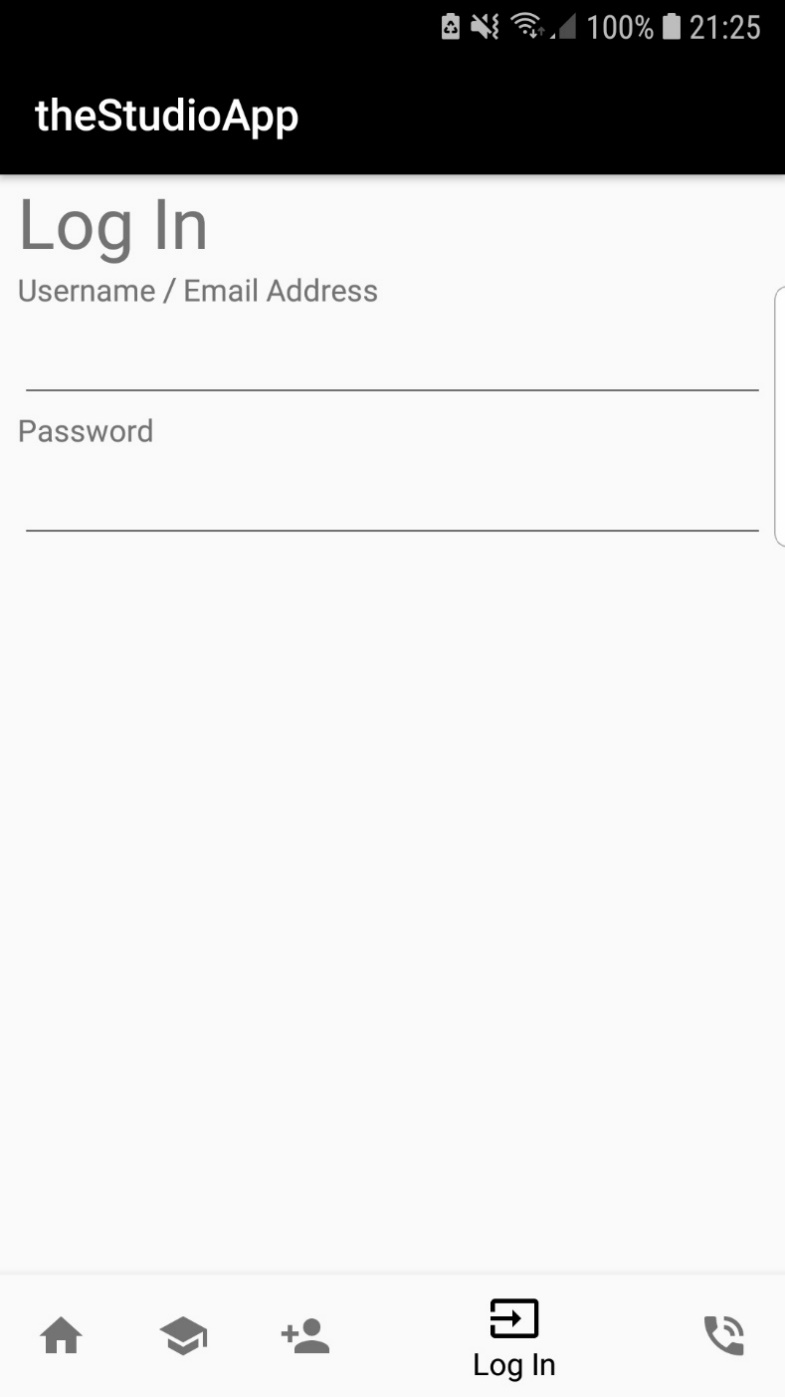 100% 21:25
theStudioApp
Log In
Username / Email Address
Password
Log In